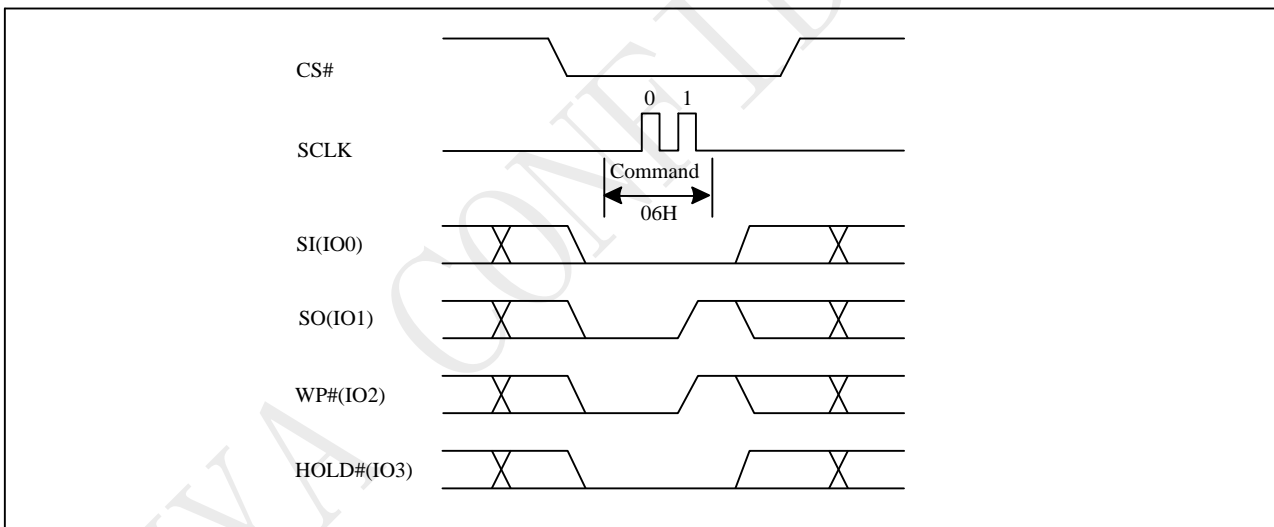 CS#
0 1
SCLK
Command
06H
SI(IO0)
SO(IO1)
WP#(IO2)
HOLD#(IO3)